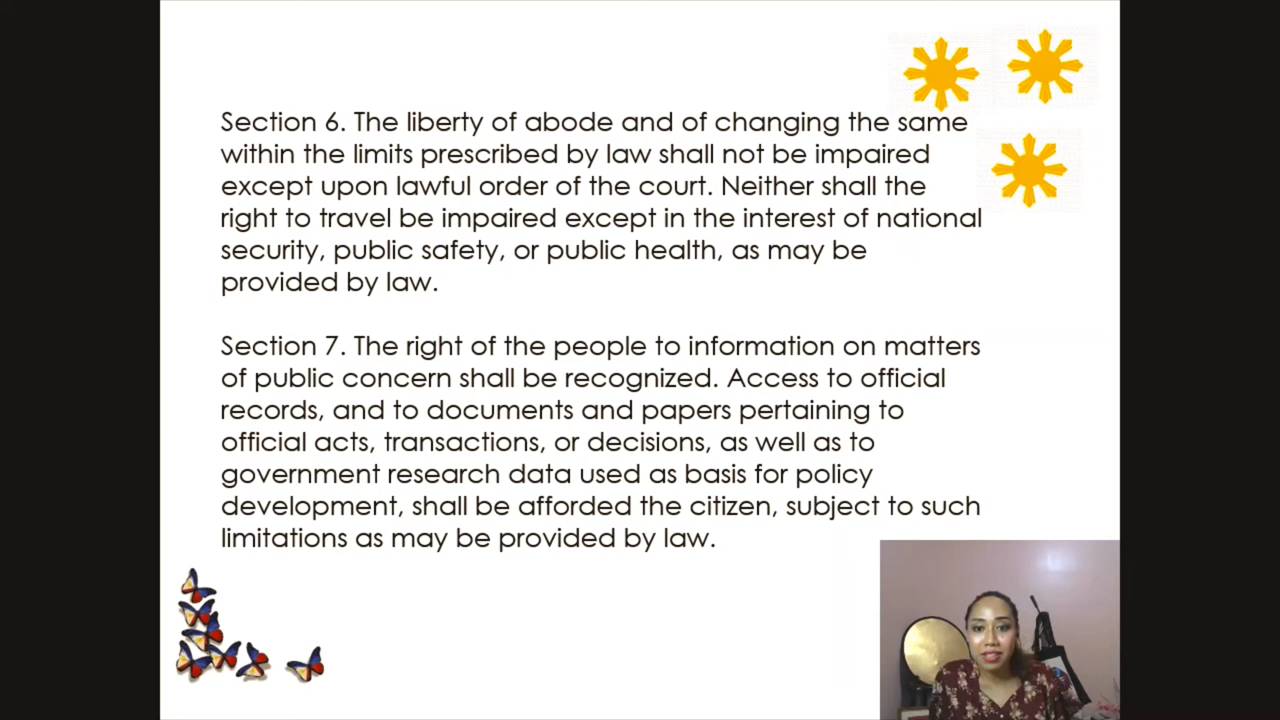 Section 6. The liberty of abode and of changing the same
within the limits prescribed by law shall not be impaired
except upon lawful order of the court. Neither shall the
right to travel be impaired except in the interest of national
security, public safety, or public health, as may be
provided by law.
Section 7. The right of the people to information on matters
of public concern shall be recognized. Access to official
records, and to documents and papers pertaining to
official acts, transactions, or decisions, as well as to
government research data used as basis for policy
development, shall be afforded the citizen, subject to such
limitations as may be provided by law.